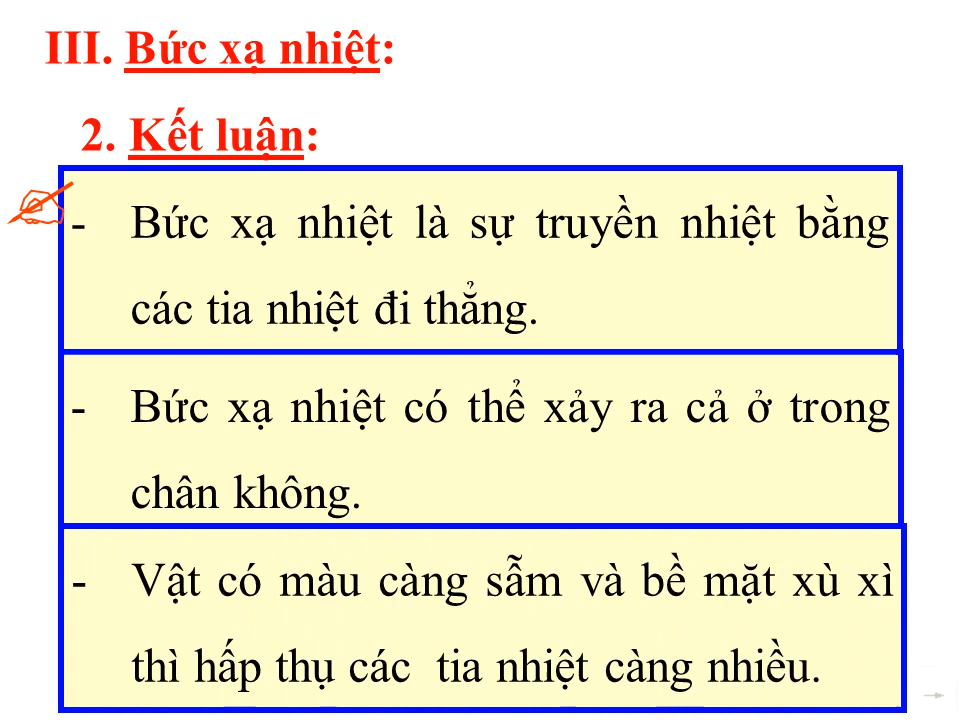 III. Bức xạ nhiệt:
2. Kết luận:
- Bức xạ nhiệt là sự truyền nhiệt bằng
các tia nhiệt đi thẳng.
- Bức xạ nhiệt có thể xảy ra cả ở trong
chân không.
- Vật có màu càng sẫm và bề mặt xù xì
thì hấp thụ các tia nhiệt càng nhiều.